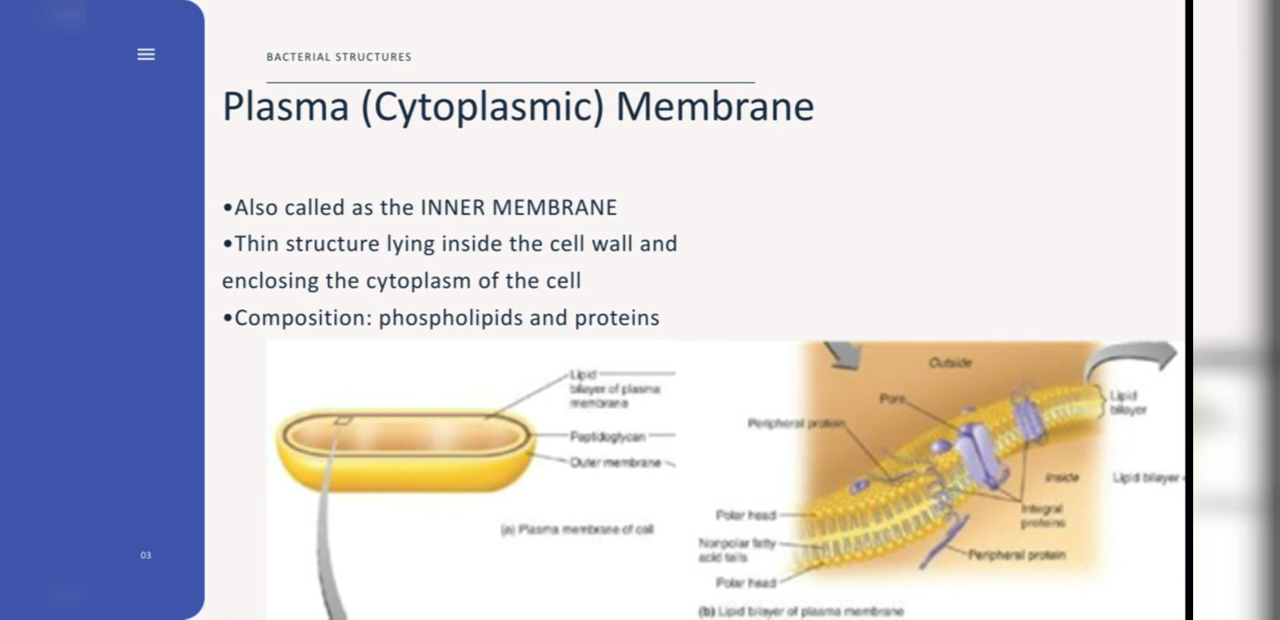 BACTERIAL STRUCTURES
Plasma (Cytoplasmic) Membrane
•Also called as the INNER MEMBRANE
•Thin structure lying inside the cell wall and
enclosing the cytoplasm of the cell
•Composition: phospholipids and proteins
Lipid
bilayer of plasma
membrane
Peptidoglycan
Outer membrane
(a) Plasma membrane of cell
Outside
Pore
Peripheral protein
Lipid
bilayer
Inside
Lipid bilayer
Integral
proteins
Polar head
Nonpolar fatty
acid tails
Peripheral protein
Polar head
(b) Lipid bilayer of plasma membrane
03